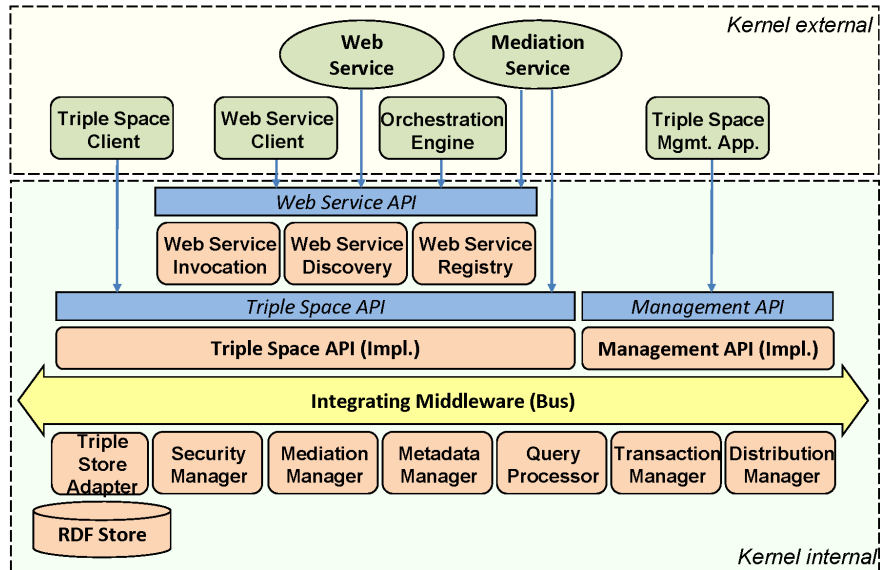 Kernel external
Web
Service
Mediation
Service
Triple Space
Client
Web Service
Client
Orchestration
Engine
Triple Space
Mgmt. App.
Web Service API
Web Service
Invocation
Web Service
Discovery
Web Service
Registry
Triple Space API
Management API
Triple Space API (Impl.)
Management API (Impl.)
Integrating Middleware (Bus)
Triple
Store
Adapter
Security
Manager
Mediation
Manager
Metadata
Manager
Query
Processor
Transaction
Manager
Distribution
Manager
RDF Store
Kernel internal